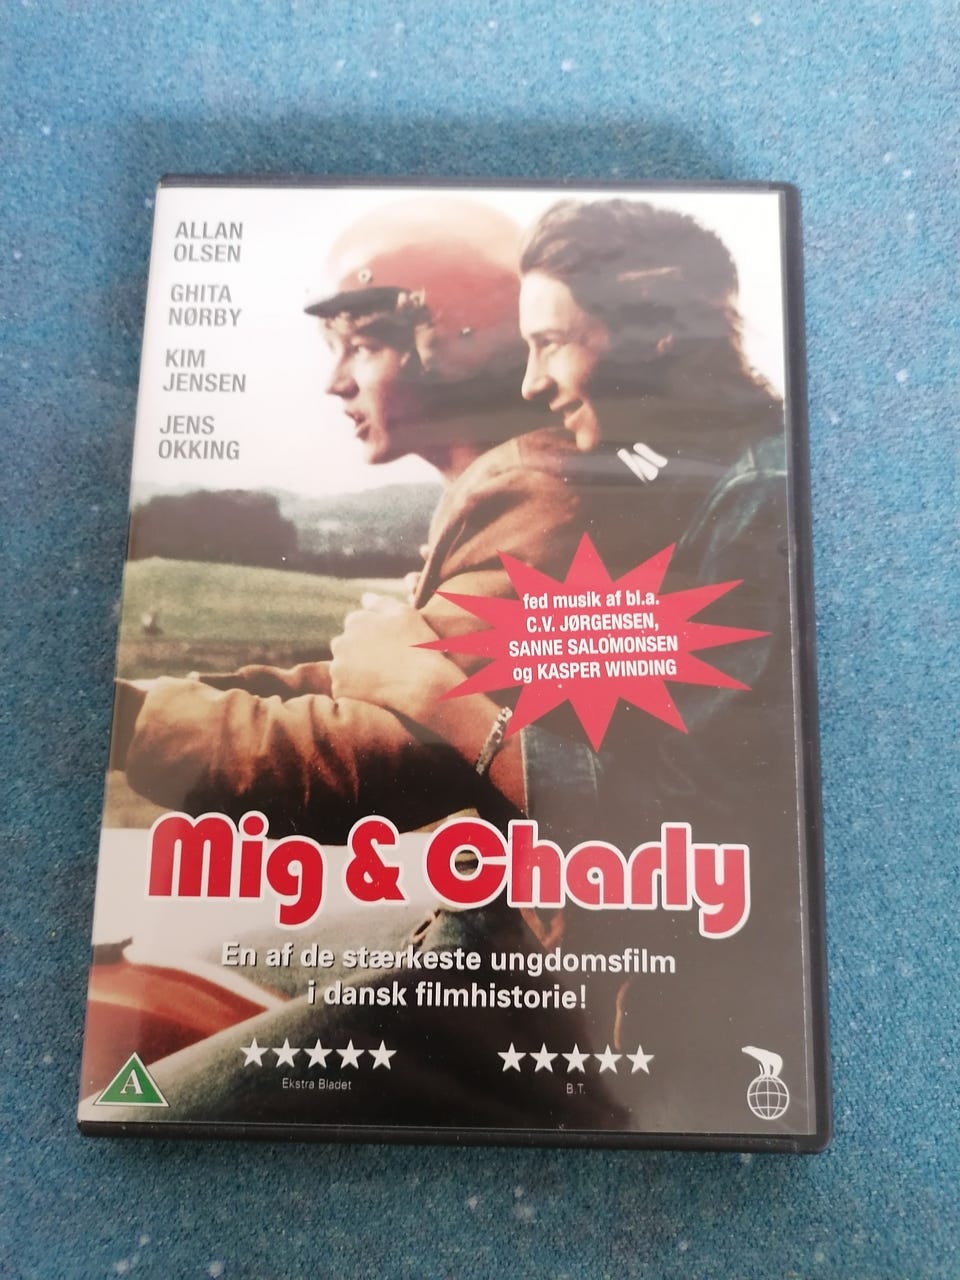 ALLAN
OLSEN
GHITA
NØRBY
KIM
JENSEN
JENS
OKKING
fed musik af bl.a.
C.V. JØRGENSEN,
SANNE SALOMONSEN
og KASPER WINDING
Mig & Charly
En af de stærkeste ungdomsfilm
i dansk filmhistorie!
Ekstra Bladet
B.T.
A